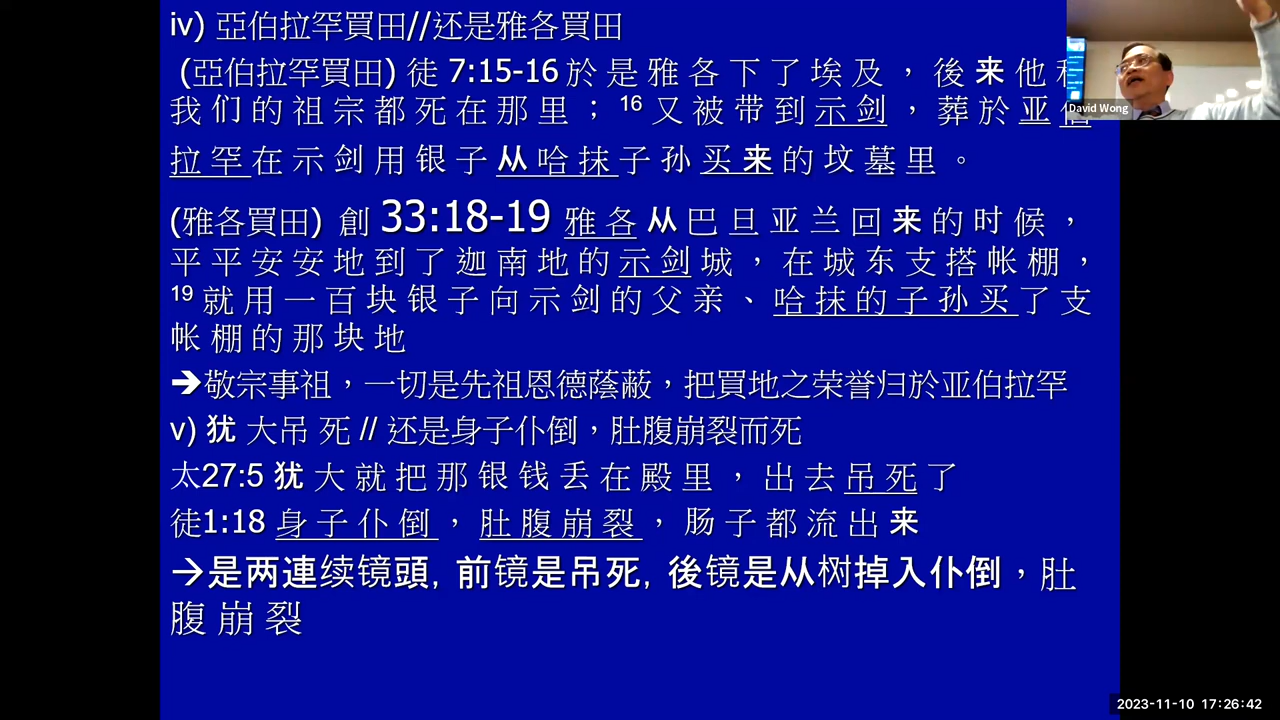 iv) 亞伯拉罕買田//还是雅各買田
(亞伯拉罕買田) 徒 7:15-16 於是雅各下了埃及，後来他
David Wong
我们的祖宗都死在那里；16 又被带到示剑，葬於亚伯
拉罕在示剑用银子从哈抹子孙买来的坟墓里。
(雅各買田) 創 33:18-19 雅各从巴旦亚兰回来的时候，
平平安安地到了迦南地的示剑城，在城东支搭帐棚，
19 就用一百块银子向示剑的父亲、哈抹的子孙买了支
帐棚的那块地
➔敬宗事祖，一切是先祖恩德蔭蔽，把買地之荣誉归於亚伯拉罕
v) 犹大吊死 // 还是身子仆倒，肚腹崩裂而死
太27:5 犹大就把那银钱丢在殿里，出去吊死了
徒1:18 身子仆倒，肚腹崩裂，肠子都流出来
→是两連续镜頭, 前镜是吊死, 後镜是从树掉入仆倒，肚
腹崩裂
2023-11-10 17:26:42